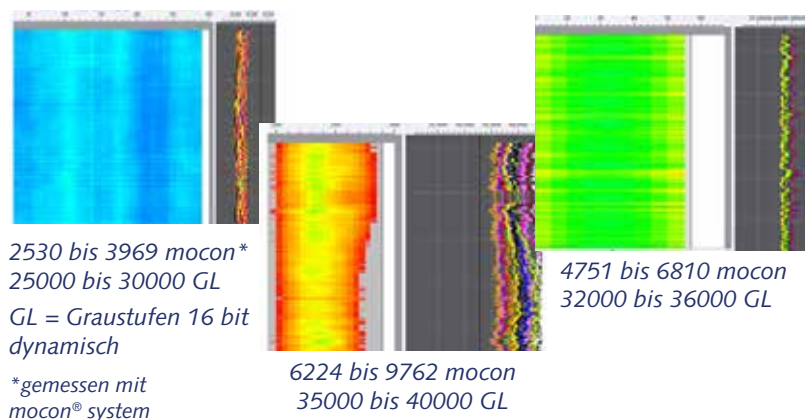 2530 bis 3969 mocon*
25000 bis 30000 GL
GL = Graustufen 16 bit
dynamisch
*gemessen mit
mocon® system
6224 bis 9762 mocon
35000 bis 40000 GL
4751 bis 6810 mocon
32000 bis 36000 GL